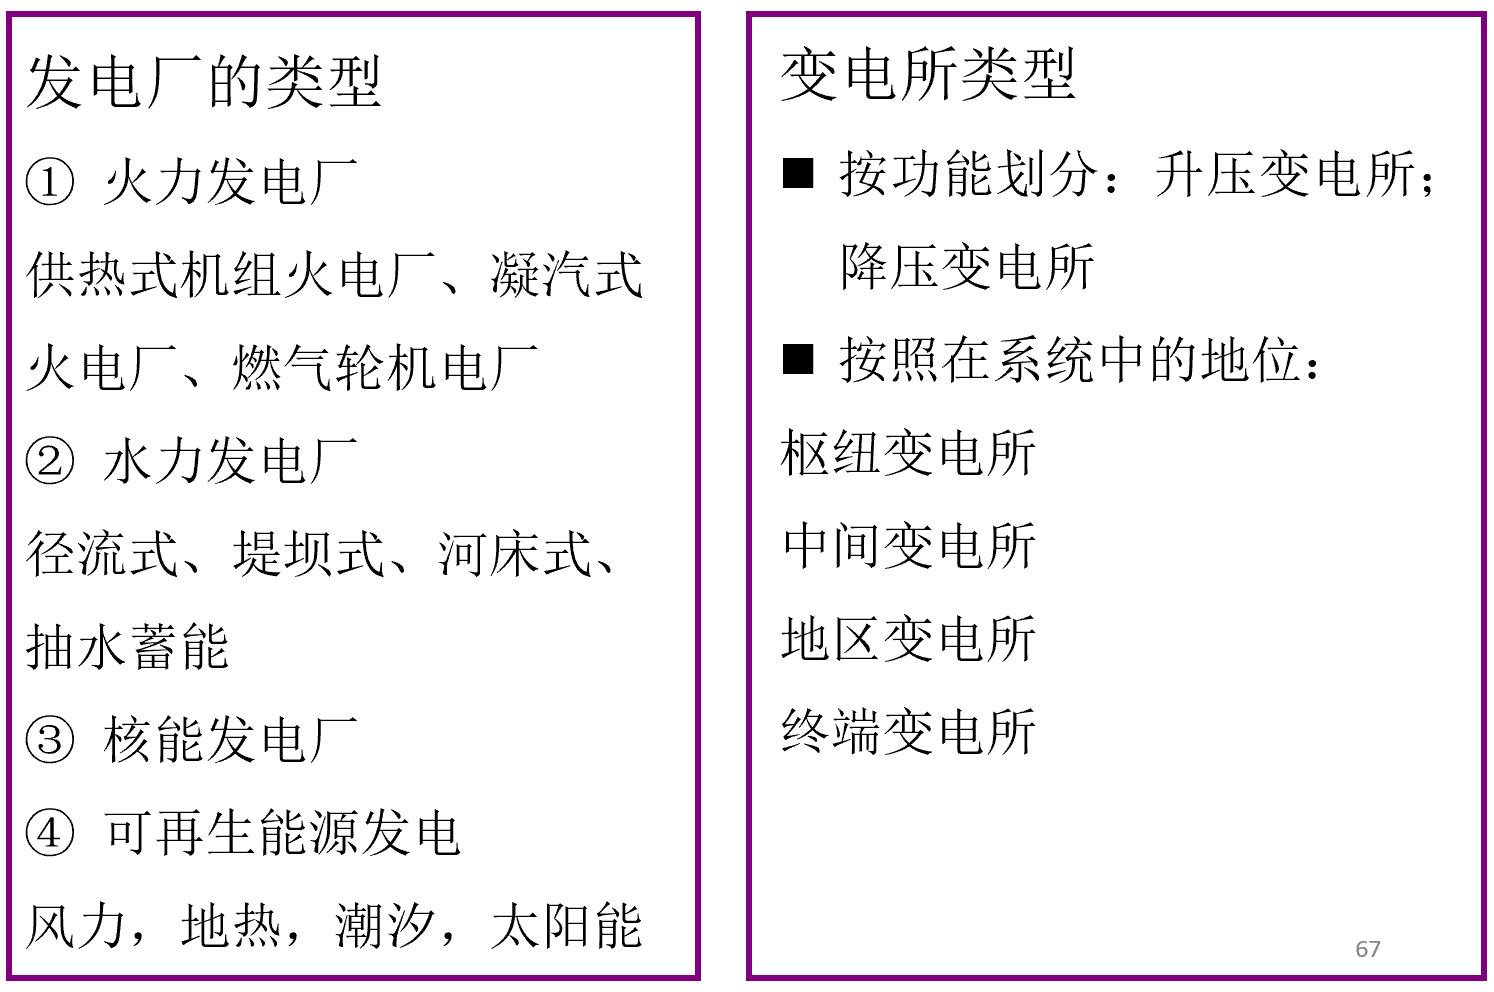 发电厂的类型
① 火力发电厂
供热式机组火电厂、凝汽式
火电厂、燃气轮机电厂
② 水力发电厂
径流式、堤坝式、河床式、
抽水蓄能
③ 核能发电厂
④ 可再生能源发电
风力，地热，潮汐，太阳能
变电所类型
■ 按功能划分：升压变电所；
降压变电所
■ 按照在系统中的地位：
枢纽变电所
中间变电所
地区变电所
终端变电所
67